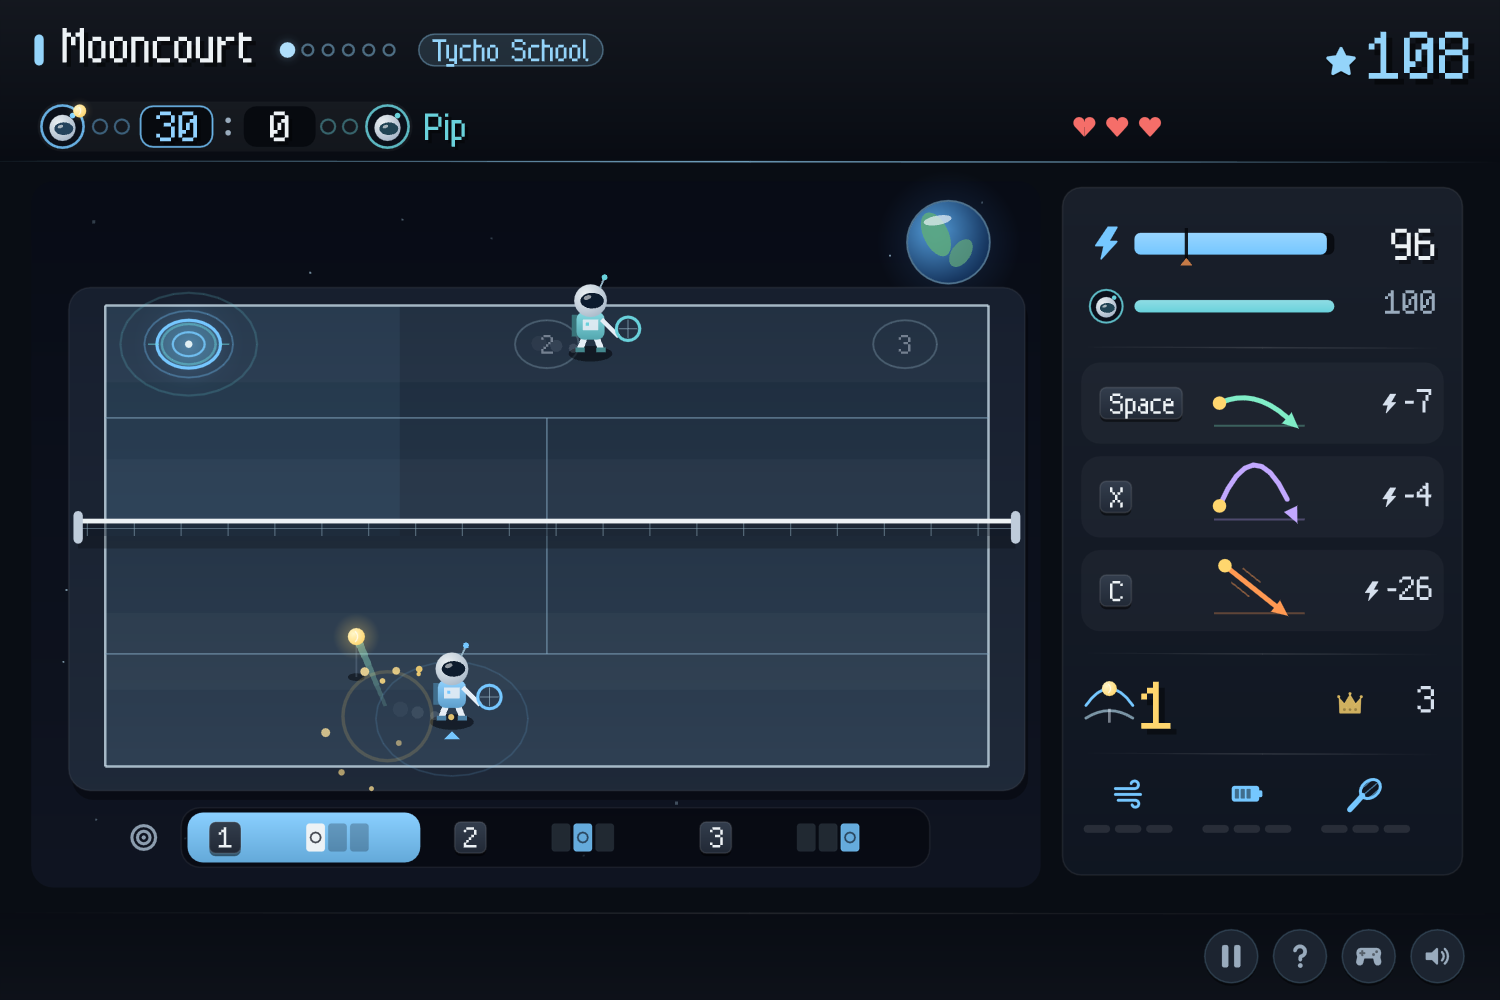 Mooncourt
Tycho School
108
30 : 0 Pip
96
100
2
3
Space -7
X -4
C -26
1 3
1 2 3
?